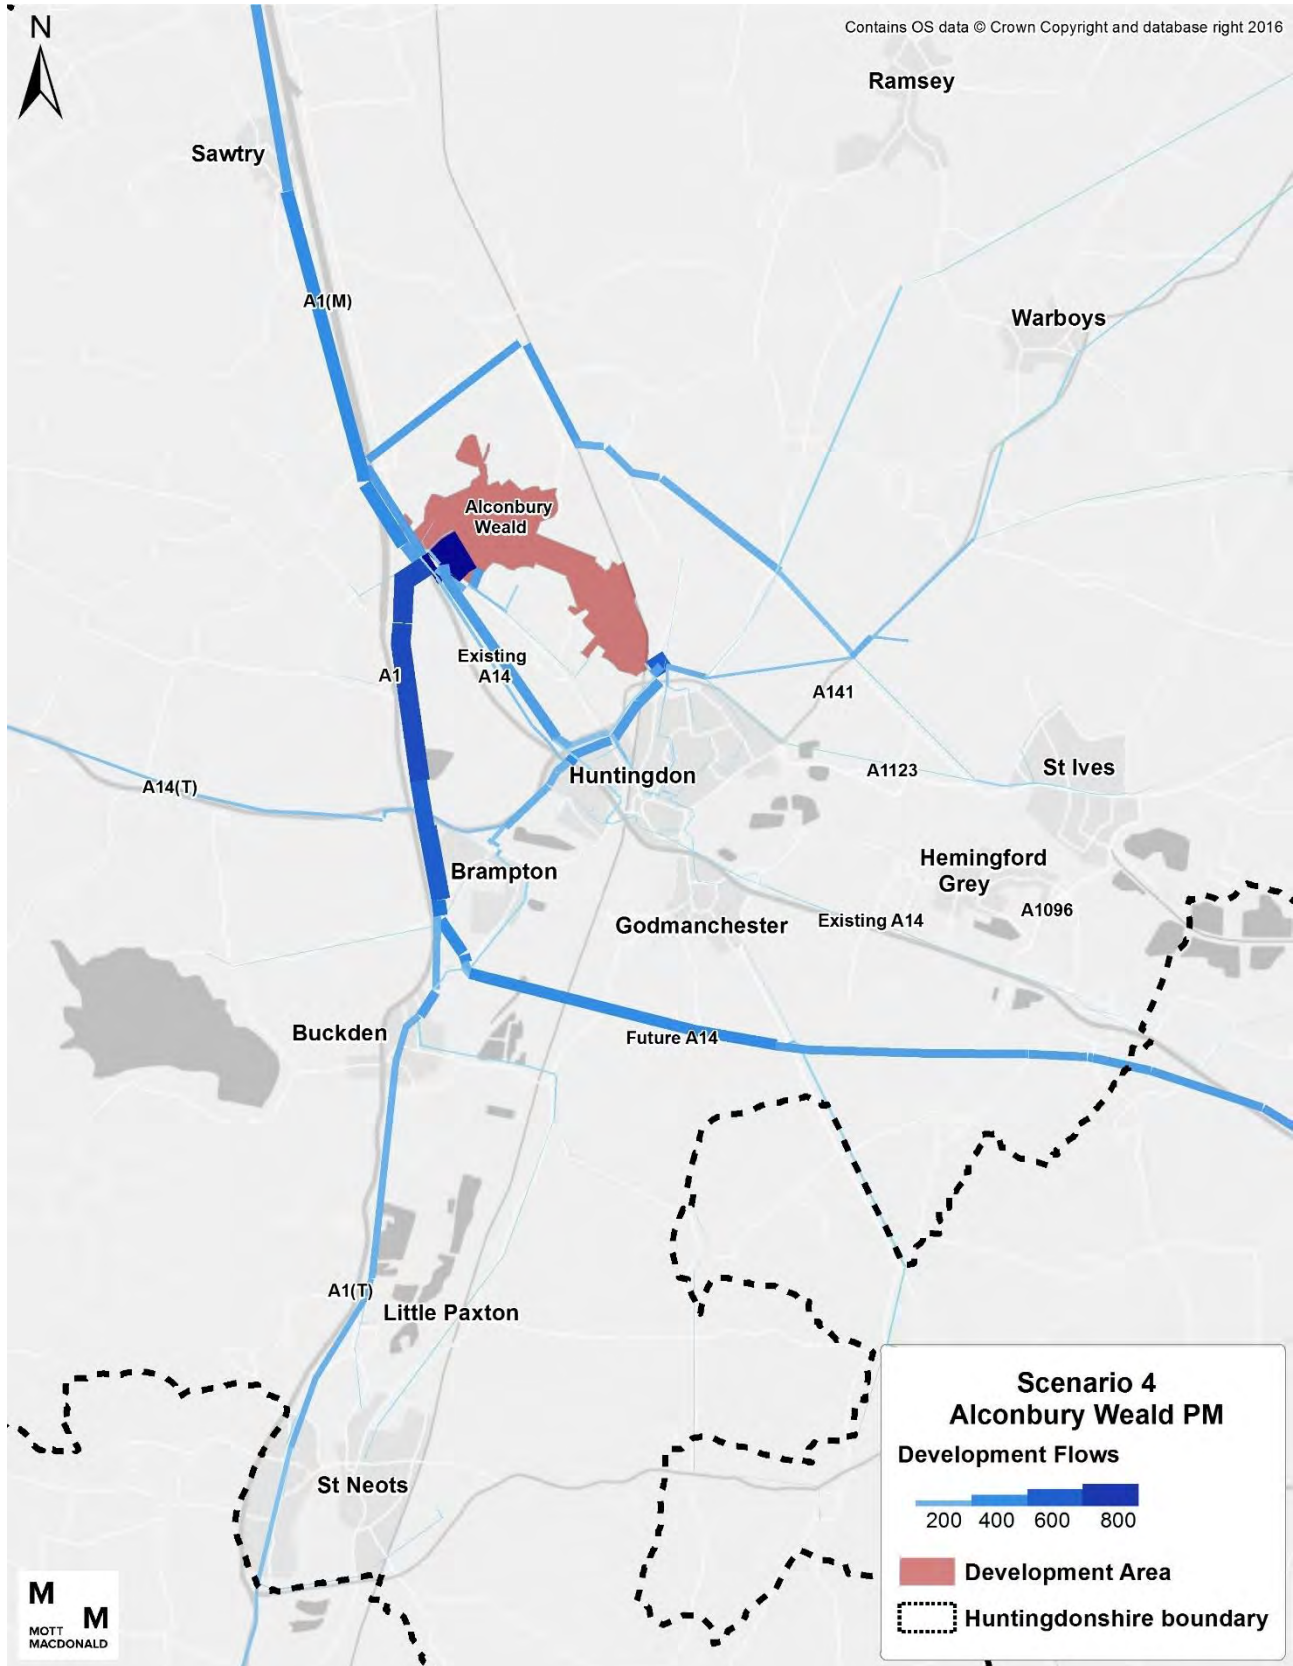 Contains OS data © Crown Copyright and database right 2016
N
Ramsey
Sawtry
A1(M)
Warboys
Alconbury
Weald
Existing
A14
A1
A141
Huntingdon
A1123
St Ives
A14(T)
Brampton
Hemingford
Grey
A1096
Godmanchester
Existing A14
Buckden
Future A14
A1(T)
Little Paxton
St Neots
Scenario 4
Alconbury Weald PM
Development Flows
200 400 600 800
Development Area
Huntingdonshire boundary
M
M
MOTT
MACDONALD